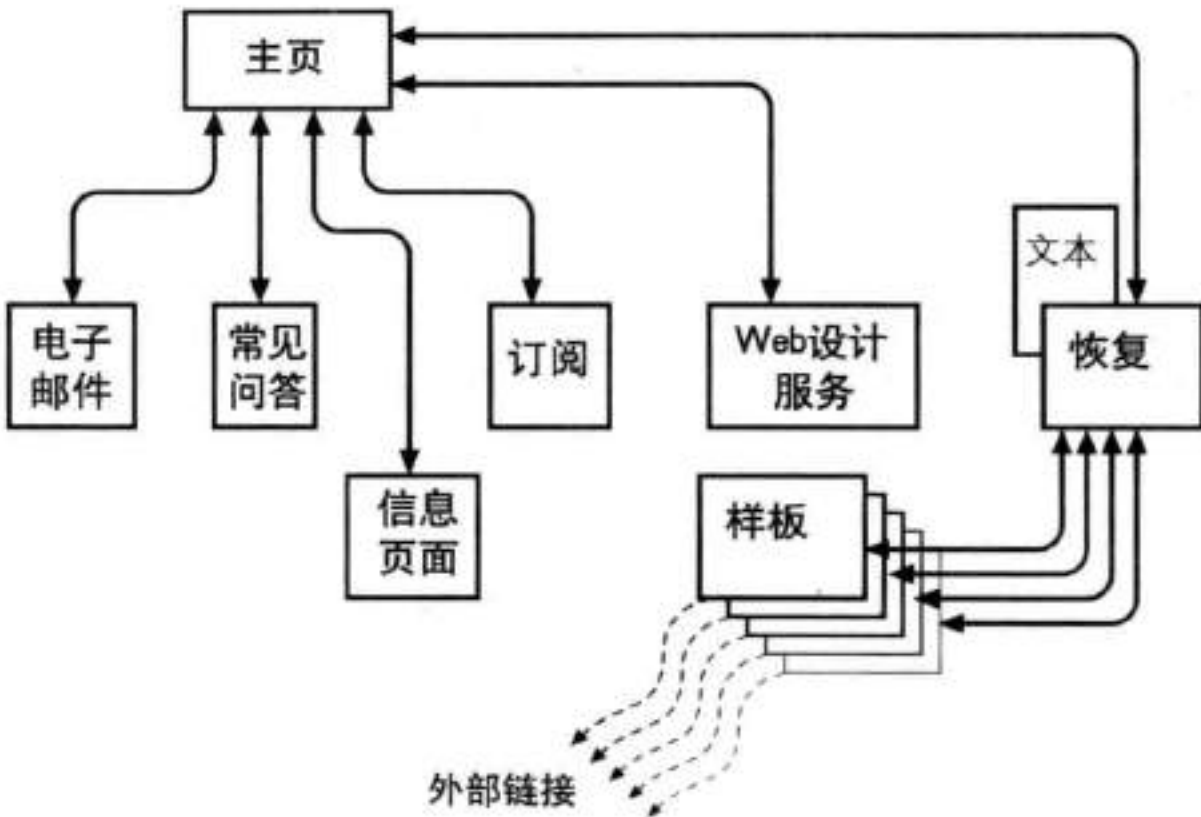 主页
文本
电子
邮件
常见
问答
订阅
Web设计
服务
恢复
信息
页面
样板
外部链接